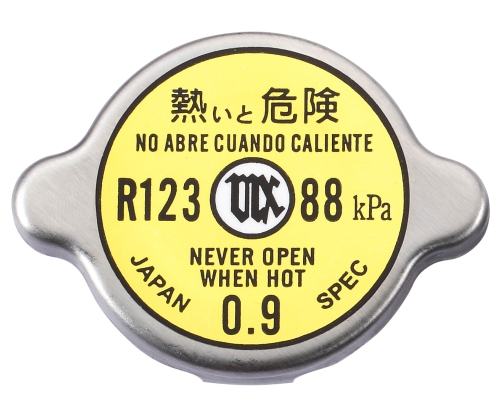 熱いと危険
NO ABRE CUANDO CALIENTE
R123 88 kPa
NEVER OPEN
WHEN HOT
JAPAN SPEC
0.9